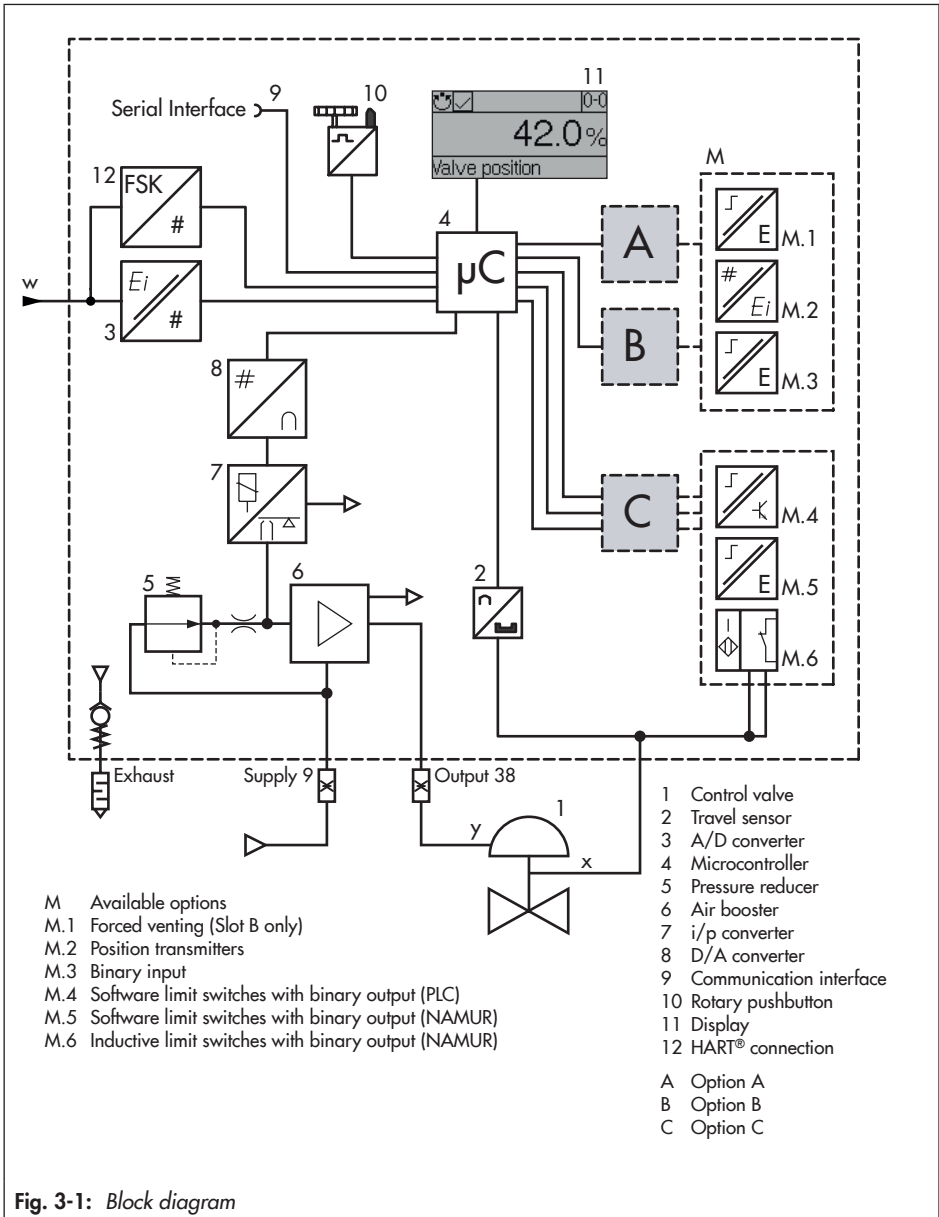 9
10
11
Serial Interface
0-0
42.0%
Valve position
M
12
FSK
#
4
µC
A
E
M.1
w
#
Ei
M.2
Ei
#
3
B
E
M.3
8
#
7
C
M.4
2
5
6
E
M.5
M.6
Exhaust
Supply 9
Output 38
1
y
x
1 Control valve
2 Travel sensor
3 A/D converter
4 Microcontroller
5 Pressure reducer
6 Air booster
7 i/p converter
8 D/A converter
9 Communication interface
10 Rotary pushbutton
11 Display
12 HART® connection
A Option A
B Option B
C Option C
M Available options
M.1 Forced venting (Slot B only)
M.2 Position transmitters
M.3 Binary input
M.4 Software limit switches with binary output (PLC)
M.5 Software limit switches with binary output (NAMUR)
M.6 Inductive limit switches with binary output (NAMUR)
Fig. 3-1: Block diagram